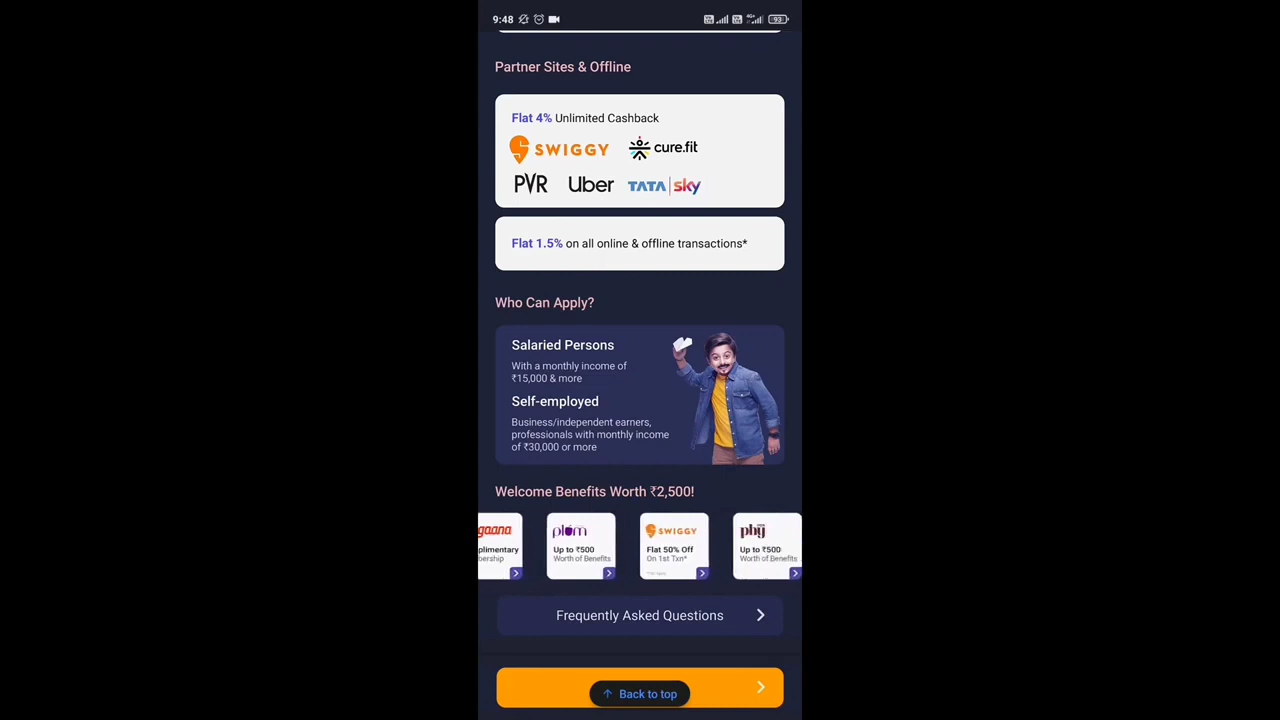 9:48
93
Partner Sites & Offline
Flat 4% Unlimited Cashback
SWIGGY cure.fit
PVR Uber TATA sky
Flat 1.5% on all online & offline transactions*
Who Can Apply?
Salaried Persons
With a monthly income of
₹15,000 & more
Self-employed
Business/independent earners,
professionals with monthly income
of ₹30,000 or more
Welcome Benefits Worth ₹2,500!
gaana
plimentary
bership
plum
Up to ₹500
Worth of Benefits
SWIGGY
Flat 50% Off
On 1st Txn*
phy
Up to ₹500
Worth of Benefits
Frequently Asked Questions
Back to top